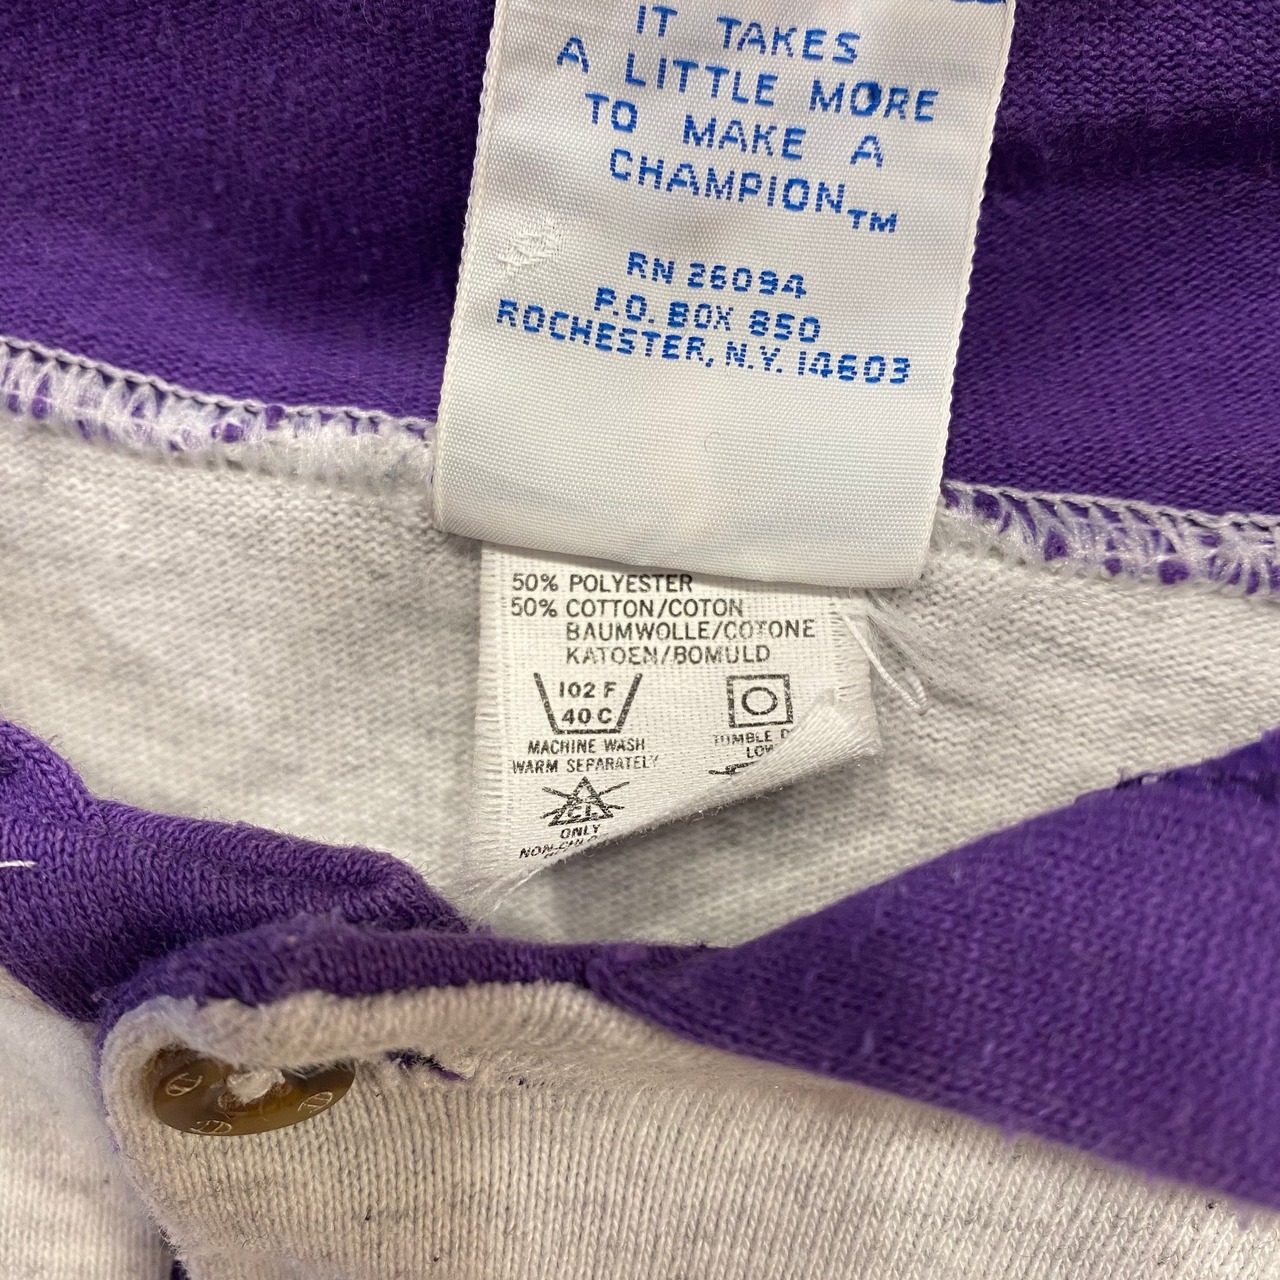 IT TAKES
A LITTLE MORE
TO MAKE A
CHAMPION TM
RN 26094
P.O. BOX 850
ROCHESTER, N.Y. 14603
50% POLYESTER
50% COTTON/COTON
BAUMWOLLE/COTONE
KATOEN/BOMULD
102 F
40 C
MACHINE WASH
WARM SEPARATELY
TUMBLE
LOW
CL
ONLY